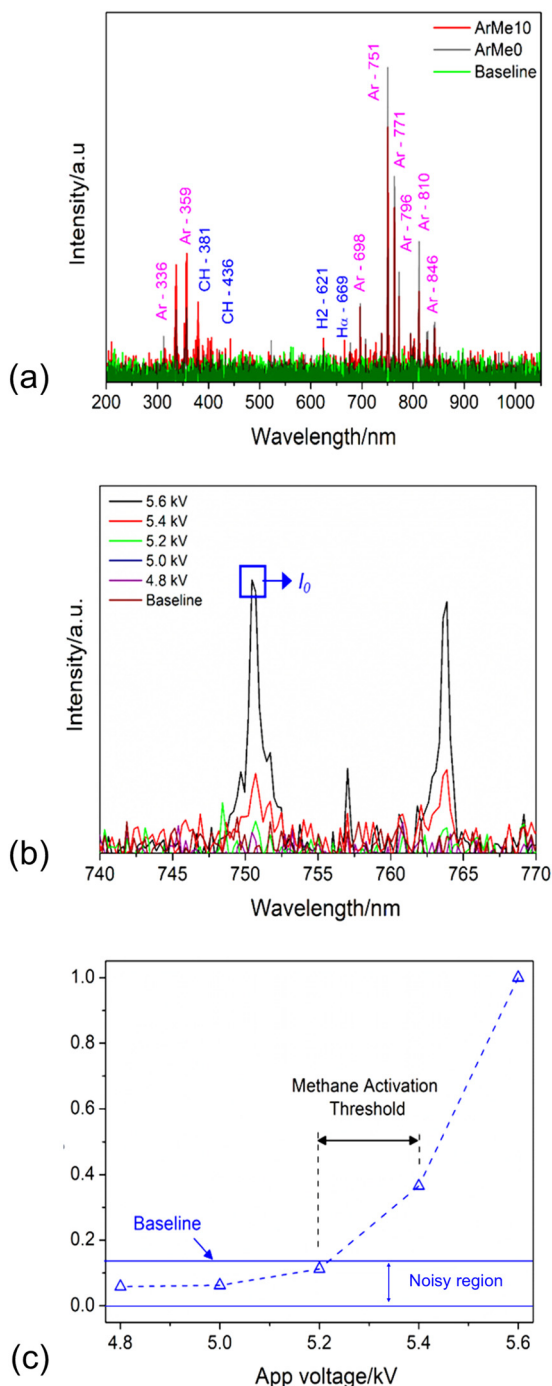 ArMe10
ArMe0
Baseline
Ar - 336
Ar - 359
CH - 381
CH - 436
H2 - 621
Hα - 669
Ar - 698
Ar - 751
Ar - 771
Ar - 796
Ar - 810
Ar - 846
Intensity/a.u
(a)
200 300 400 500 600 700 800 900 1000
Wavelength/nm
5.6 kV
5.4 kV
5.2 kV
5.0 kV
4.8 kV
Baseline
I0
Intensity/a.u.
(b)
740 745 750 755 760 765 770
Wavelength/nm
1.0
0.8
0.6
0.4
0.2
0.0
Methane Activation
Threshold
Baseline
Noisy region
4.8 5.0 5.2 5.4 5.6
(c)
App voltage/kV